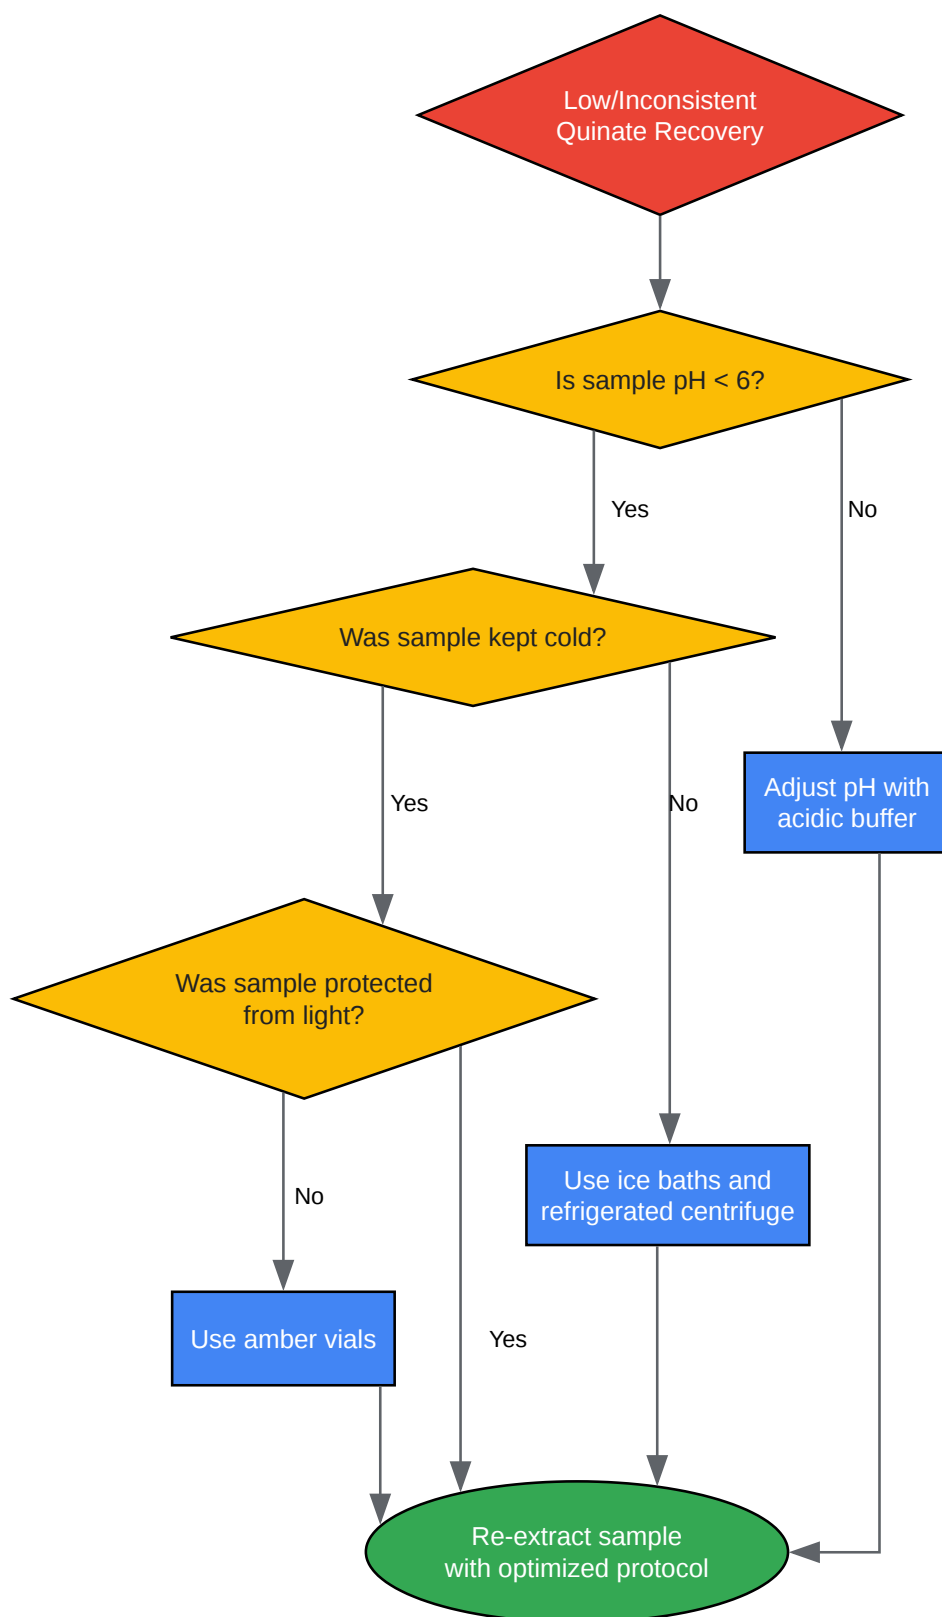 Low/Inconsistent
Quinate Recovery
Is sample pH < 6?
Yes
No
Was sample kept cold?
Adjust pH with
acidic buffer
Yes
No
Was sample protected
from light?
Use ice baths and
refrigerated centrifuge
No
Use amber vials
Yes
Re-extract sample
with optimized protocol